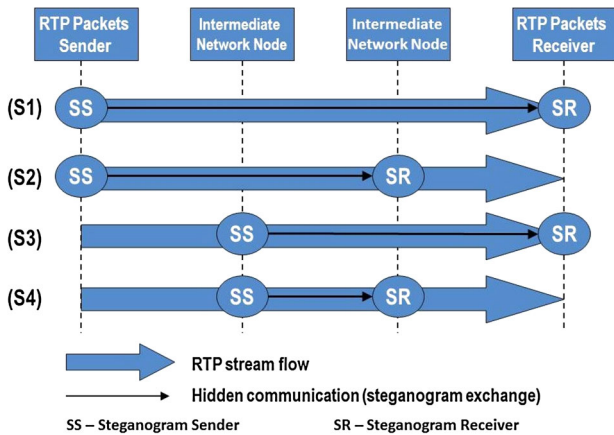 RTP Packets
Sender
Intermediate
Network Node
Intermediate
Network Node
RTP Packets
Receiver
(S1) SS SR
(S2) SS SR
(S3) SS SR
(S4) SS SR
RTP stream flow
Hidden communication (steganogram exchange)
SS – Steganogram Sender SR – Steganogram Receiver